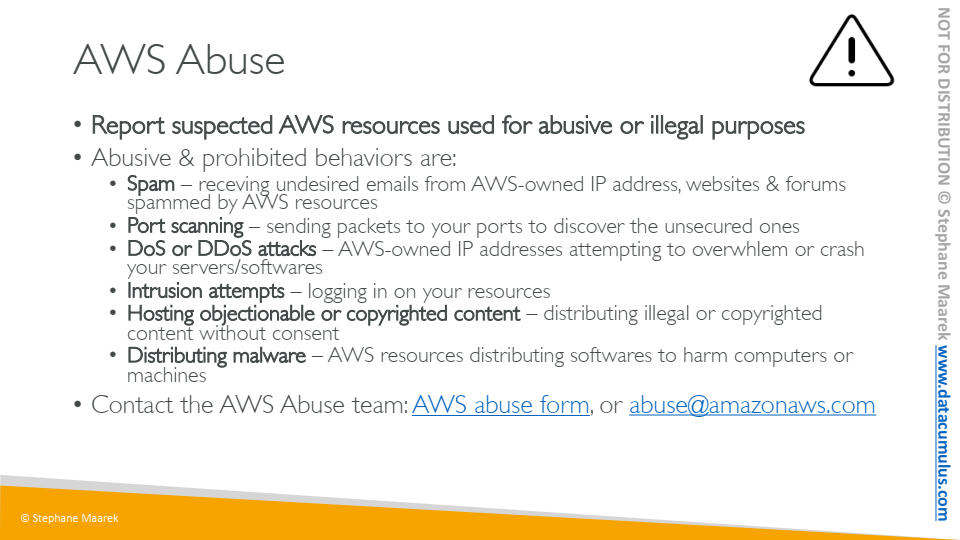 AWS Abuse
• Report suspected AWS resources used for abusive or illegal purposes
• Abusive & prohibited behaviors are:
• Spam – receving undesired emails from AWS-owned IP address, websites & forums
spammed by AWS resources
• Port scanning – sending packets to your ports to discover the unsecured ones
• DoS or DDoS attacks – AWS-owned IP addresses attempting to overwhlem or crash
your servers/softwares
• Intrusion attempts – logging in on your resources
• Hosting objectionable or copyrighted content – distributing illegal or copyrighted
content without consent
• Distributing malware – AWS resources distributing softwares to harm computers or
machines
• Contact the AWS Abuse team: AWS abuse form, or abuse@amazonaws.com
© Stephane Maarek
NOT FOR DISTRIBUTION © Stephane Maarek www.datacumulus.com